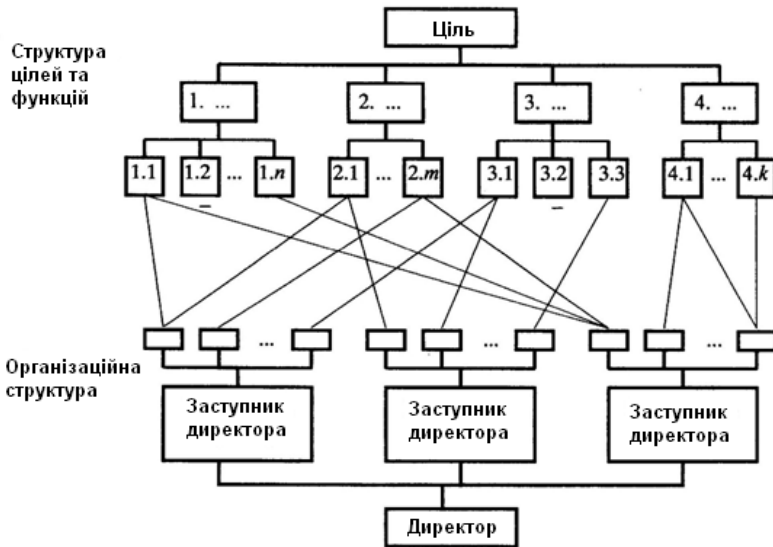 Ціль
Структура
цілей та
функцій
1. ... 2. ... 3. ... 4. ...
1.1 1.2 ... 1.n 2.1 ... 2.m 3.1 3.2 3.3 4.1 ... 4.k
... ... ...
Організаційна
структура
Заступник
директора
Заступник
директора
Заступник
директора
Директор